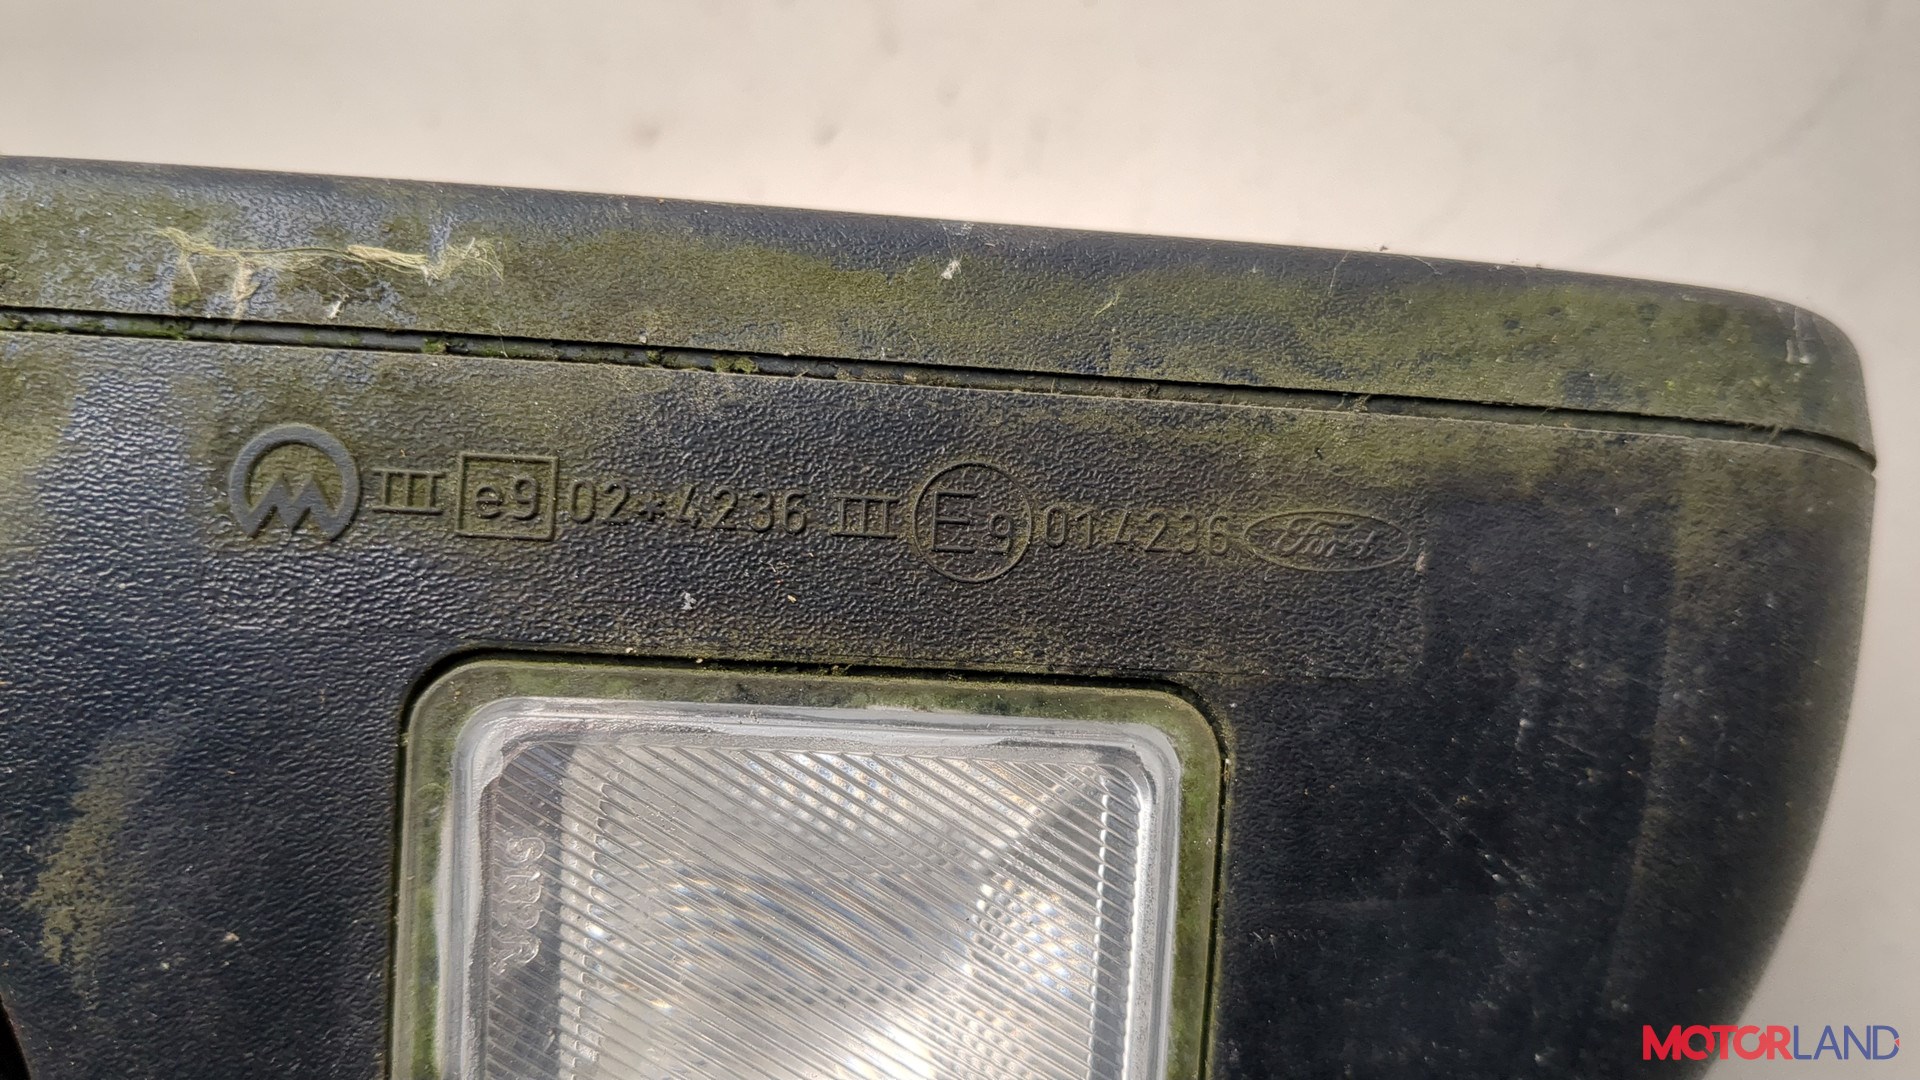 M III e9 02*4236 III E9 014236 Ford
MOTORLAND